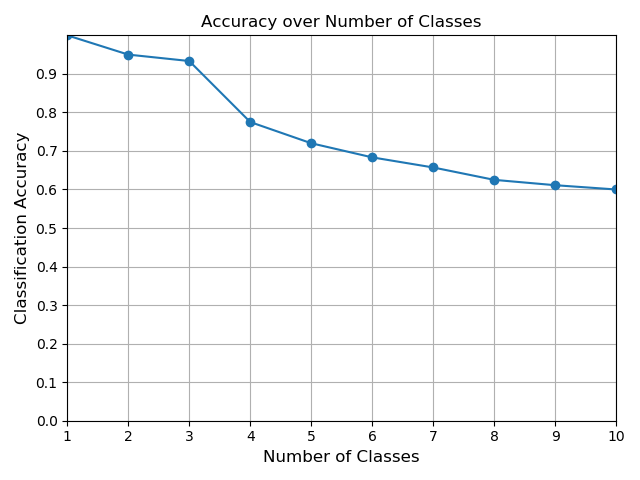 Accuracy over Number of Classes
Classification Accuracy
0.9
0.8
0.7
0.6
0.5
0.4
0.3
0.2
0.1
0.0
1 2 3 4 5 6 7 8 9 10
Number of Classes